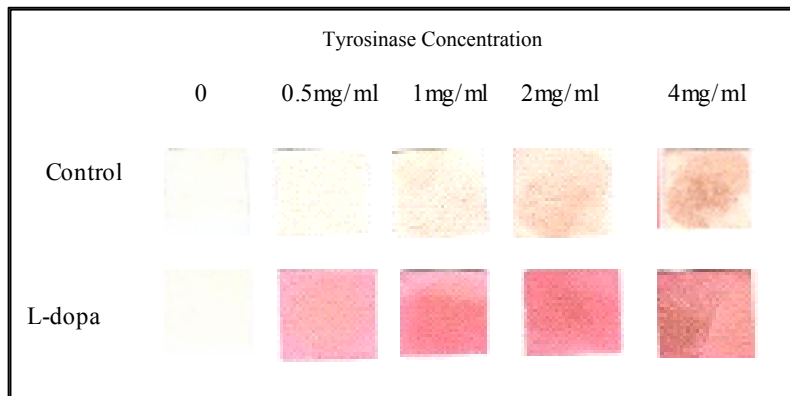 Tyrosinase Concentration
0 0.5mg/ml 1mg/ml 2mg/ml 4mg/ml
Control
L-dopa